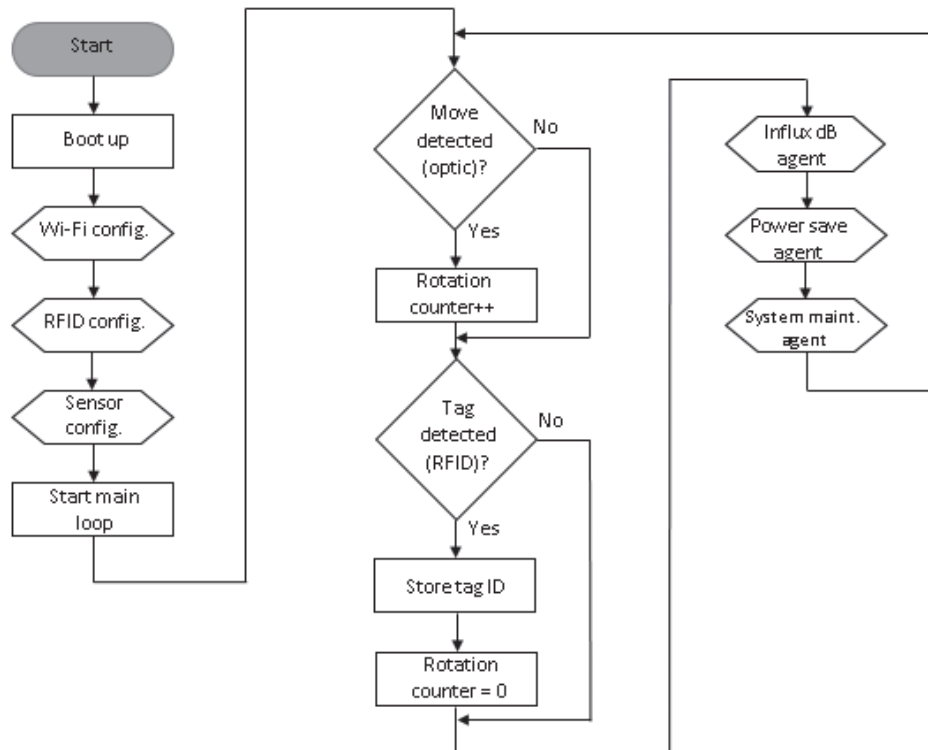 Start
Boot up
Wi-Fi config.
RFID config.
Sensor
config.
Start main
loop
Move
detected
(optic)?
No
Yes
Rotation
counter++
Tag
detected
(RFID)?
No
Yes
Store tag ID
Rotation
counter = 0
Influx dB
agent
Power save
agent
System maint.
agent